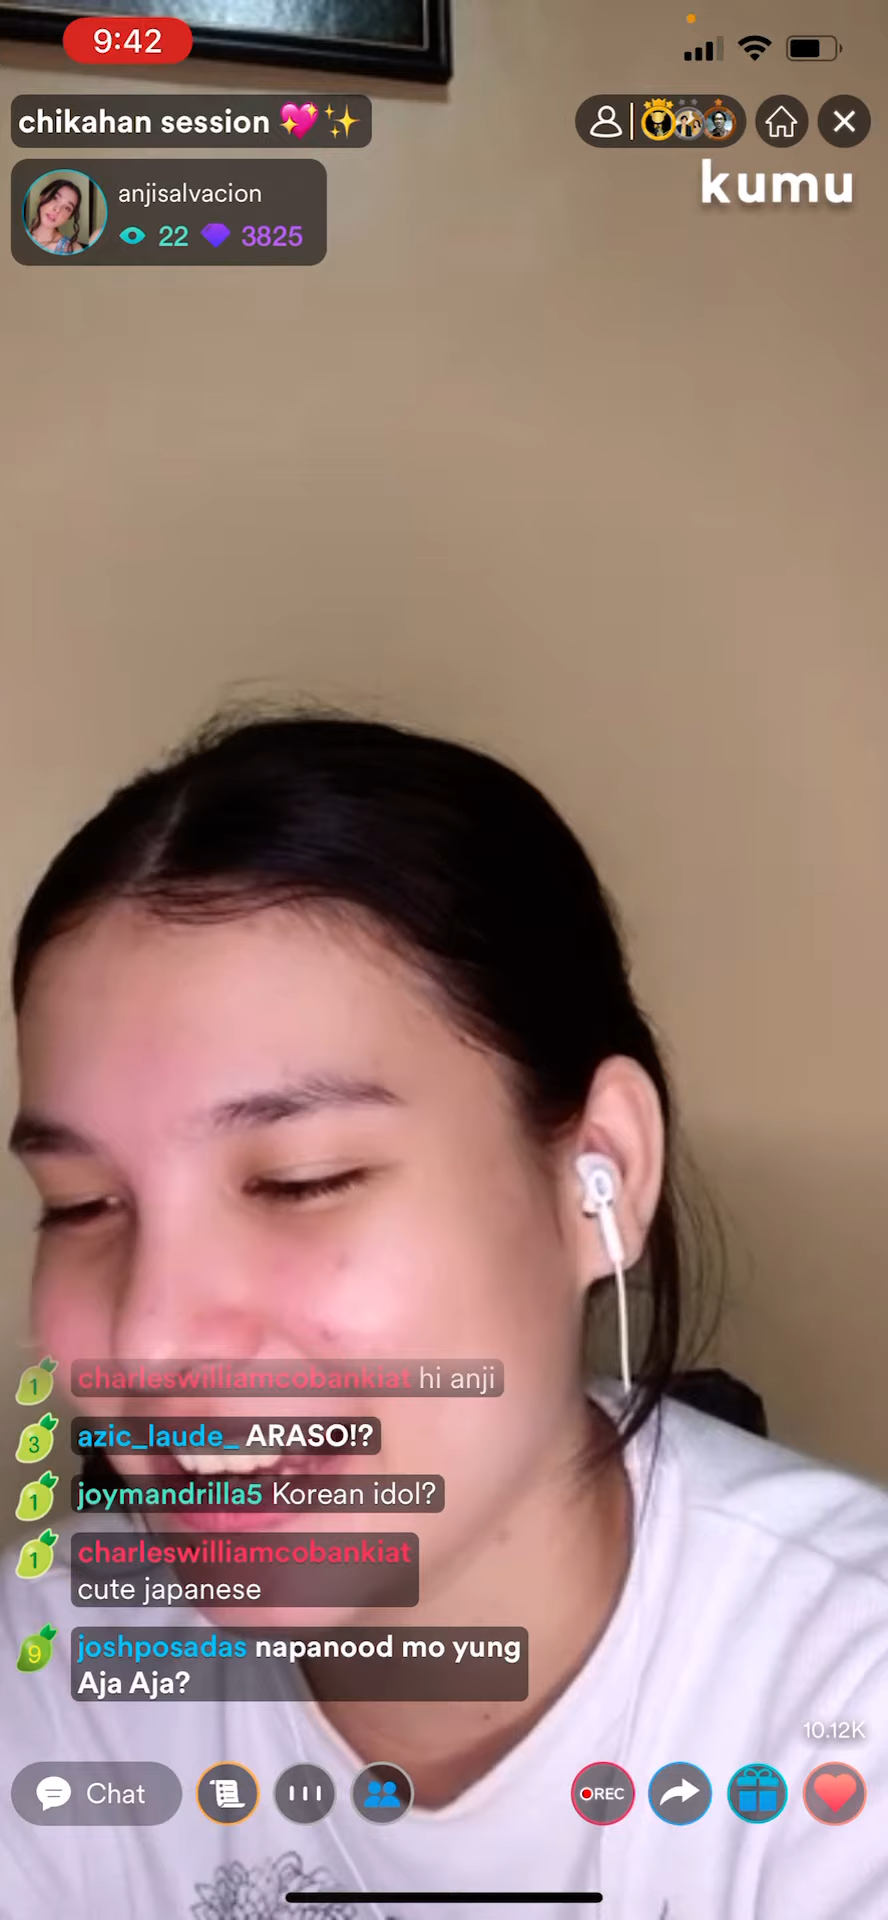 9:42
chikahan session 💖✨
anjisalvacion
22 3825
kumu
1 charleswilliamcobankiat hi anji
3 azic_laude_ ARASO!?
1 joymandrilla5 Korean idol?
1 charleswilliamcobankiat
cute japanese
9 joshposadas napanood mo yung
Aja Aja?
10.12K
Chat
REC